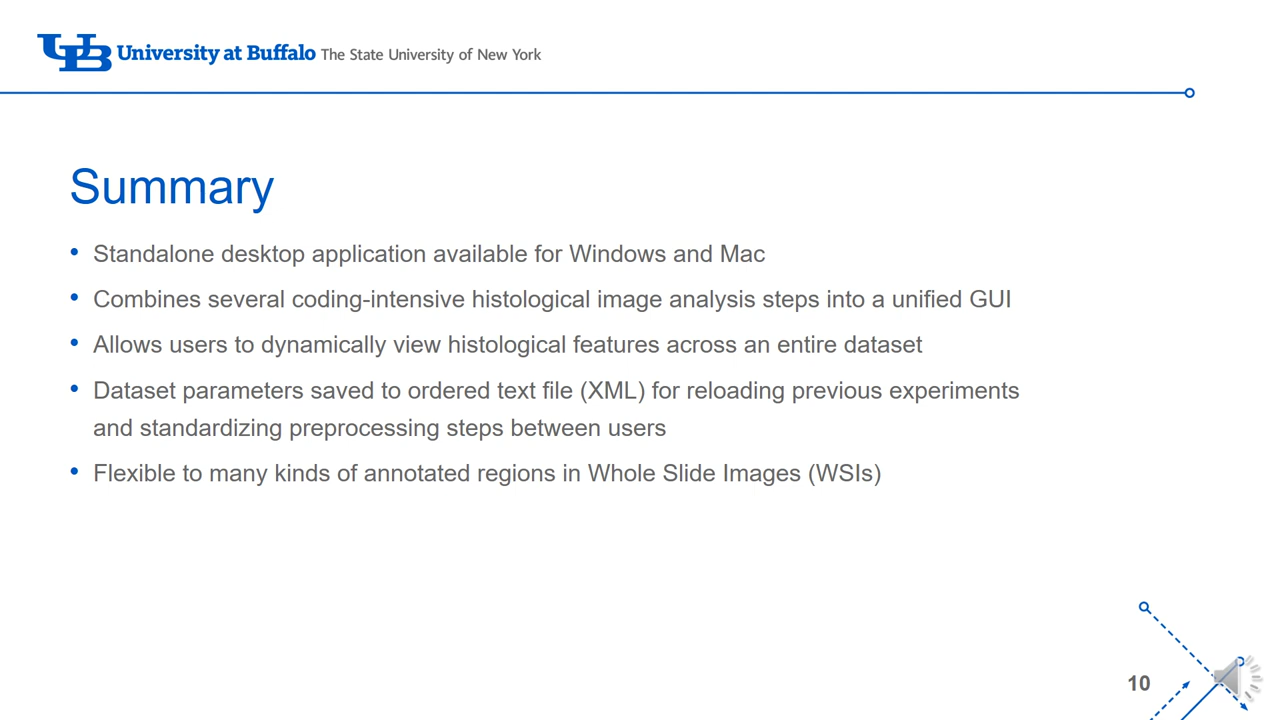 University at Buffalo The State University of New York
Summary
• Standalone desktop application available for Windows and Mac
• Combines several coding-intensive histological image analysis steps into a unified GUI
• Allows users to dynamically view histological features across an entire dataset
• Dataset parameters saved to ordered text file (XML) for reloading previous experiments
and standardizing preprocessing steps between users
• Flexible to many kinds of annotated regions in Whole Slide Images (WSIs)
10